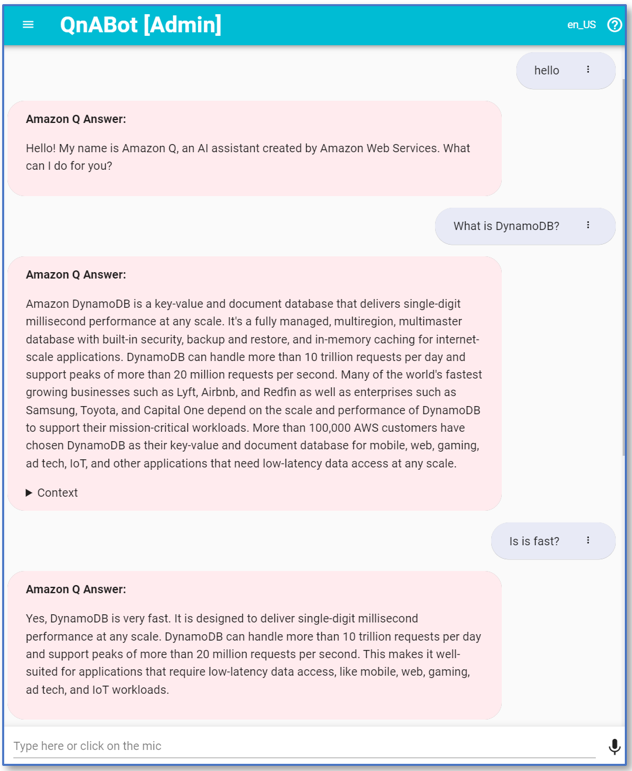 QnABot [Admin]
en_US
hello
Amazon Q Answer:
Hello! My name is Amazon Q, an AI assistant created by Amazon Web Services. What
can I do for you?
What is DynamoDB?
Amazon Q Answer:
Amazon DynamoDB is a key-value and document database that delivers single-digit
millisecond performance at any scale. It's a fully managed, multiregion, multimaster
database with built-in security, backup and restore, and in-memory caching for internet-
scale applications. DynamoDB can handle more than 10 trillion requests per day and
support peaks of more than 20 million requests per second. Many of the world's fastest
growing businesses such as Lyft, Airbnb, and Redfin as well as enterprises such as
Samsung, Toyota, and Capital One depend on the scale and performance of DynamoDB
to support their mission-critical workloads. More than 100,000 AWS customers have
chosen DynamoDB as their key-value and document database for mobile, web, gaming,
ad tech, IoT, and other applications that need low-latency data access at any scale.
Context
Is is fast?
Amazon Q Answer:
Yes, DynamoDB is very fast. It is designed to deliver single-digit millisecond
performance at any scale. DynamoDB can handle more than 10 trillion requests per day
and support peaks of more than 20 million requests per second. This makes it well-
suited for applications that require low-latency data access, like mobile, web, gaming,
ad tech, and IoT workloads.
Type here or click on the mic